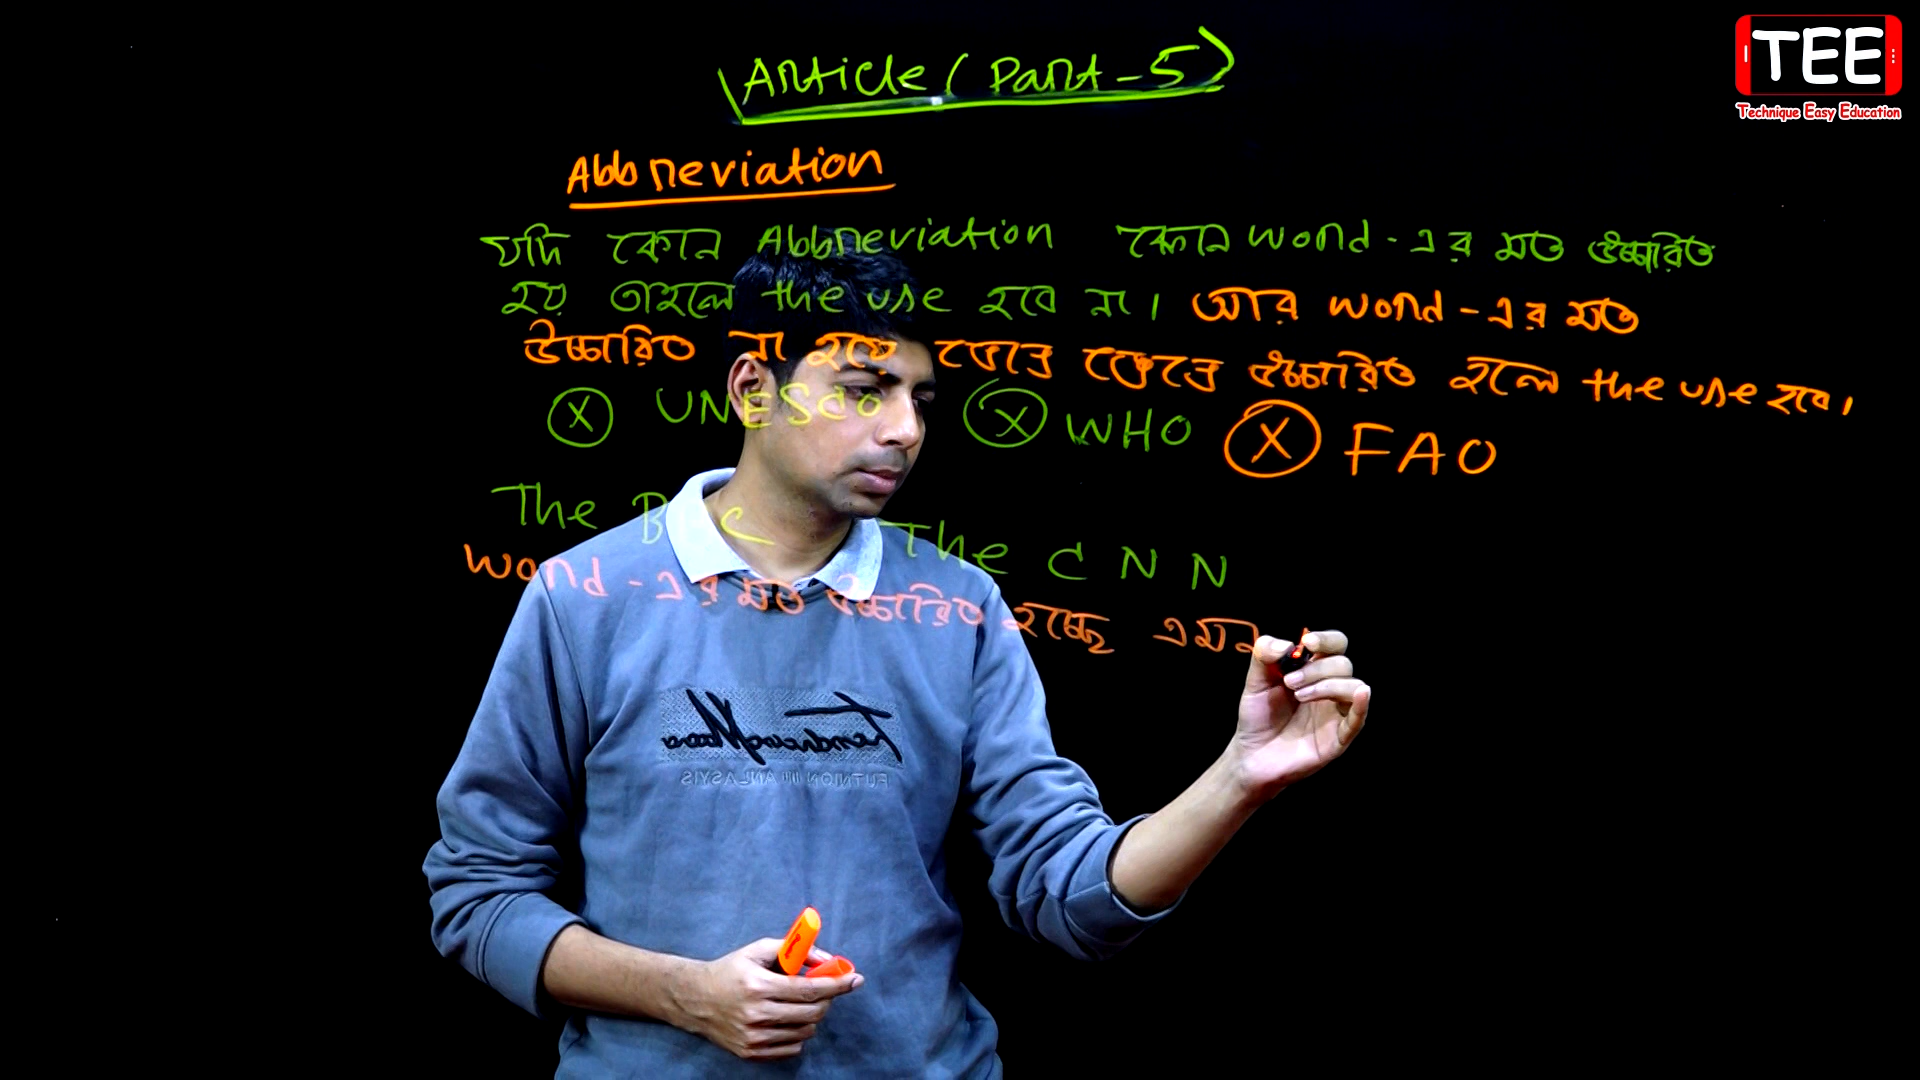 TEE
Technique Easy Education
Article (Part-5)
Abbreviation
যদি কোন Abbreviation কোন word-এর মত উচ্চারিত
হয় তাহলে the use হবে না। আর word-এর মত
উচ্চারিত না হয়ে ভেঙে ভেঙে উচ্চারিত হলে the use হবে।
X UNESCO X WHO X FAO
The BBC The CNN
word-এর মত উচ্চারিত হচ্ছে এমন